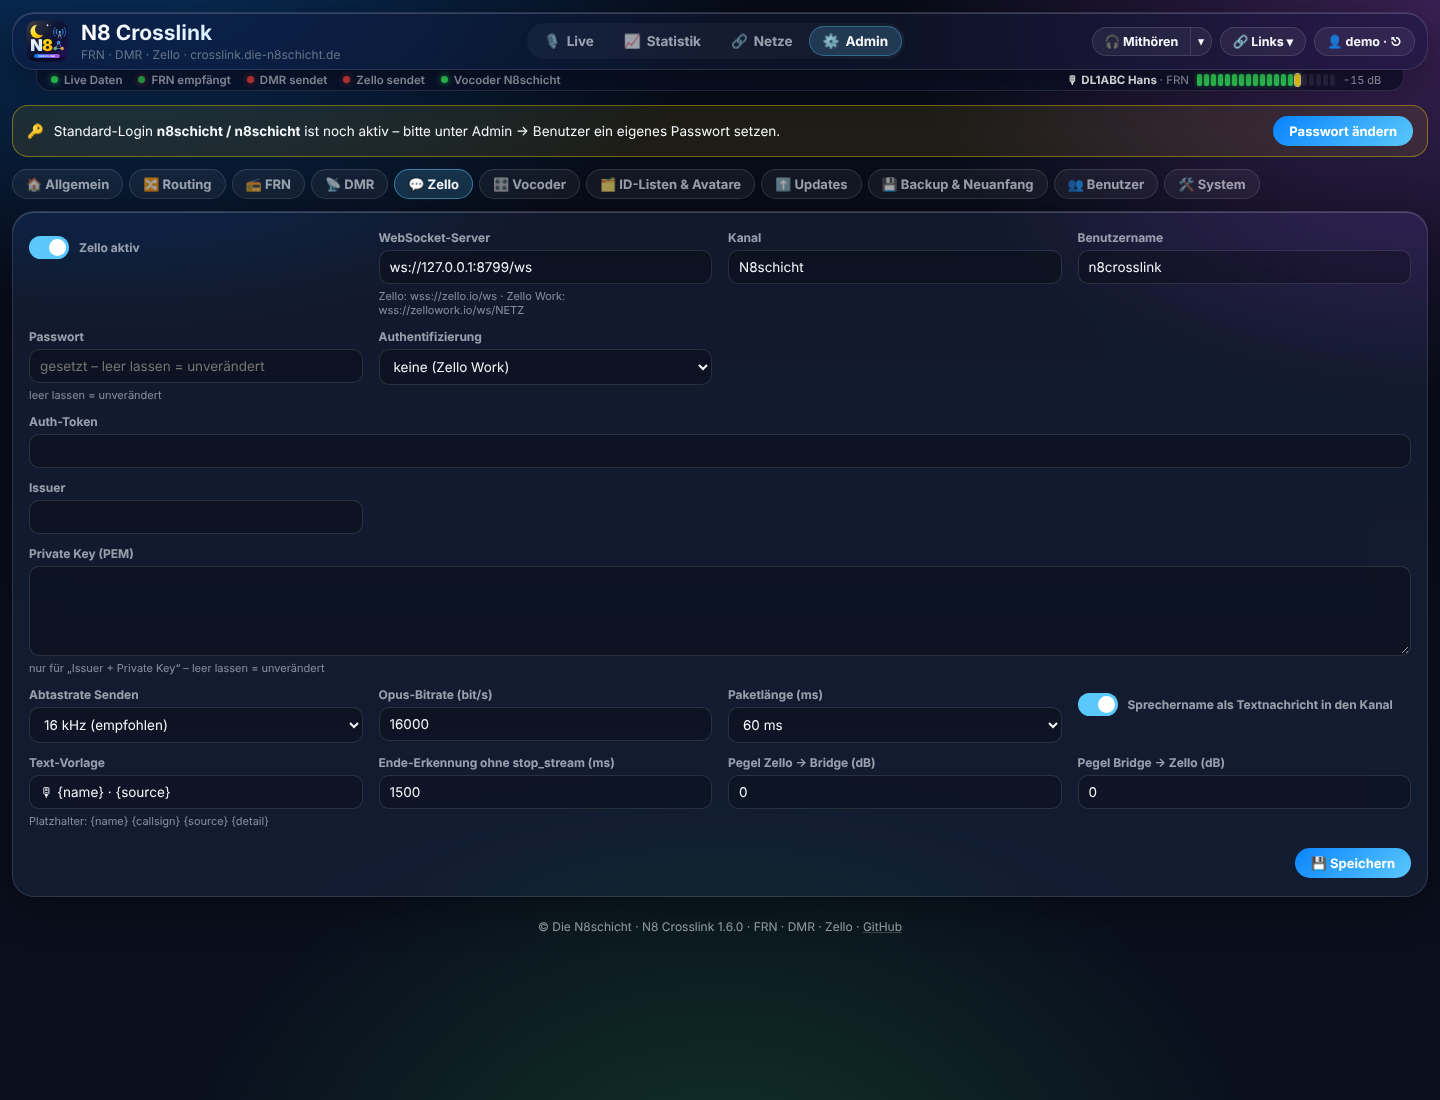 N8 Crosslink
FRN · DMR · Zello · crosslink.die-n8schicht.de
🎙️ Live
📈 Statistik
🔗 Netze
⚙️ Admin
🎧 Mithören ▾
🔗 Links ▾
👤 demo · ⎋
Live Daten
FRN empfängt
DMR sendet
Zello sendet
Vocoder N8schicht
🎙 DL1ABC Hans · FRN
-15 dB
🔑 Standard-Login n8schicht / n8schicht ist noch aktiv – bitte unter Admin → Benutzer ein eigenes Passwort setzen.
Passwort ändern
🏠 Allgemein
🔀 Routing
📻 FRN
📡 DMR
💬 Zello
🎛️ Vocoder
🗂️ ID-Listen & Avatare
⬆️ Updates
💾 Backup & Neuanfang
👥 Benutzer
🛠️ System
Zello aktiv
WebSocket-Server
ws://127.0.0.1:8799/ws
Zello: wss://zello.io/ws · Zello Work:
wss://zellowork.io/ws/NETZ
Kanal
N8schicht
Benutzername
n8crosslink
Passwort
gesetzt – leer lassen = unverändert
leer lassen = unverändert
Authentifizierung
keine (Zello Work)
Auth-Token
Issuer
Private Key (PEM)
nur für „Issuer + Private Key“ – leer lassen = unverändert
Abtastrate Senden
16 kHz (empfohlen)
Opus-Bitrate (bit/s)
16000
Paketlänge (ms)
60 ms
Sprechername als Textnachricht in den Kanal
Text-Vorlage
🎙 {name} · {source}
Platzhalter: {name} {callsign} {source} {detail}
Ende-Erkennung ohne stop_stream (ms)
1500
Pegel Zello → Bridge (dB)
0
Pegel Bridge → Zello (dB)
0
💾 Speichern
© Die N8schicht · N8 Crosslink 1.6.0 · FRN · DMR · Zello · GitHub